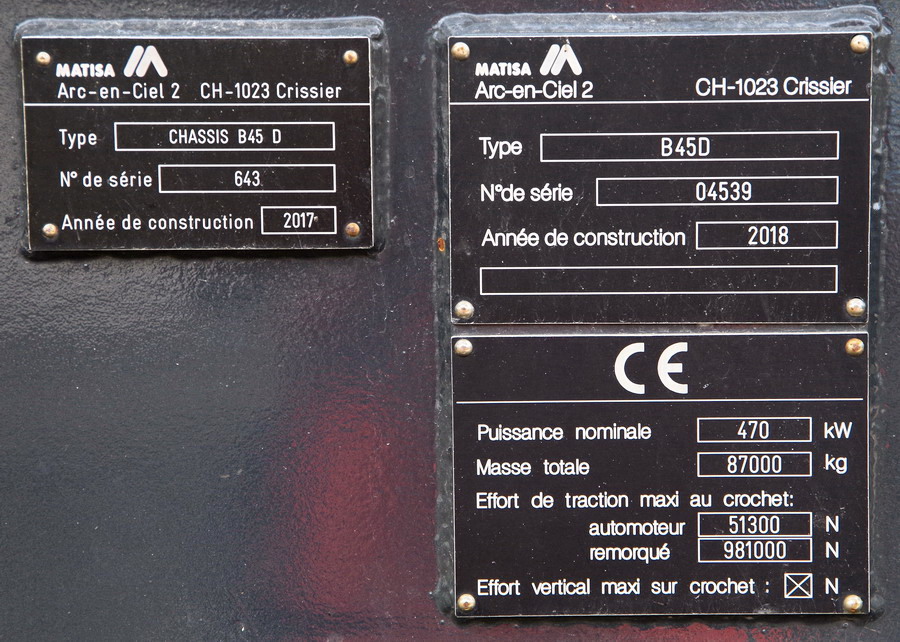 MATISA
Arc-en-Ciel 2 CH-1023 Crissier
Type CHASSIS B45 D
N° de série 643
Année de construction 2017
MATISA
Arc-en-Ciel 2 CH-1023 Crissier
Type B45D
N°de série 04539
Année de construction 2018
CE
Puissance nominale 470 kW
Masse totale 87000 kg
Effort de traction maxi au crochet:
automoteur 51300 N
remorqué 981000 N
Effort vertical maxi sur crochet : N